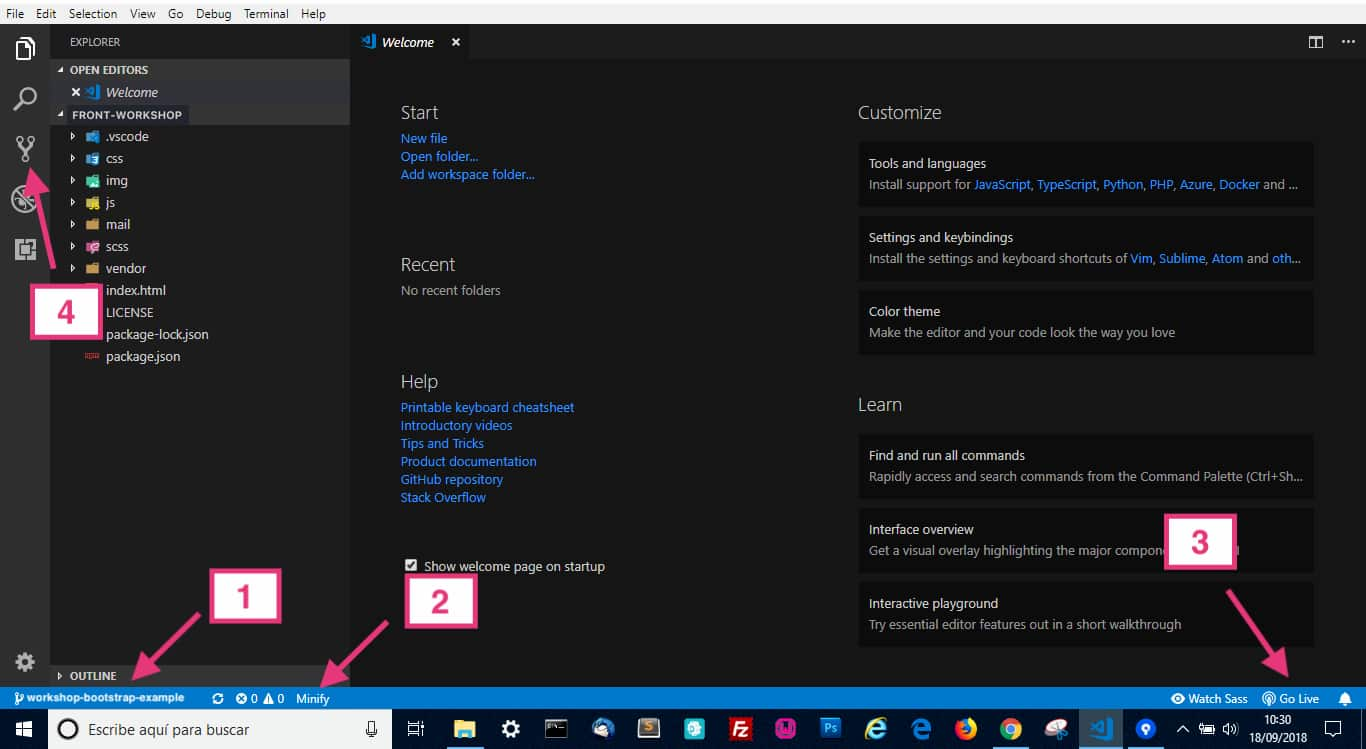 File Edit Selection View Go Debug Terminal Help
EXPLORER
Welcome
OPEN EDITORS
Welcome
FRONT-WORKSHOP
.vscode
css
img
js
mail
scss
vendor
index.html
LICENSE
package-lock.json
package.json
4
OUTLINE
Start
New file
Open folder...
Add workspace folder...
Recent
No recent folders
Help
Printable keyboard cheatsheet
Introductory videos
Tips and Tricks
Product documentation
GitHub repository
Stack Overflow
Show welcome page on startup
Customize
Tools and languages
Install support for JavaScript, TypeScript, Python, PHP, Azure, Docker and ...
Settings and keybindings
Install the settings and keyboard shortcuts of Vim, Sublime, Atom and oth...
Color theme
Make the editor and your code look the way you love
Learn
Find and run all commands
Rapidly access and search commands from the Command Palette (Ctrl+Sh...
Interface overview
Get a visual overlay highlighting the major
Interactive playground
Try essential editor features out in a short walkthrough
1
2
3
workshop-bootstrap-example 0 0 Minify Watch Sass Go Live
Escribe aquí para buscar
Ps
10:30
18/09/2018